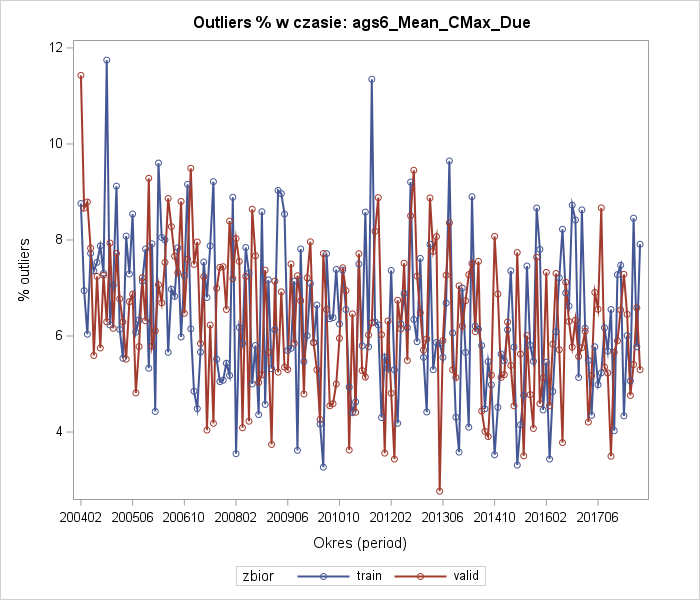 Outliers % w czasie: ags6_Mean_CMax_Due
12
10
8
6
4
% outliers
200402 200506 200610 200802 200906 201010 201202 201306 201410 201602 201706
Okres (period)
zbior train valid